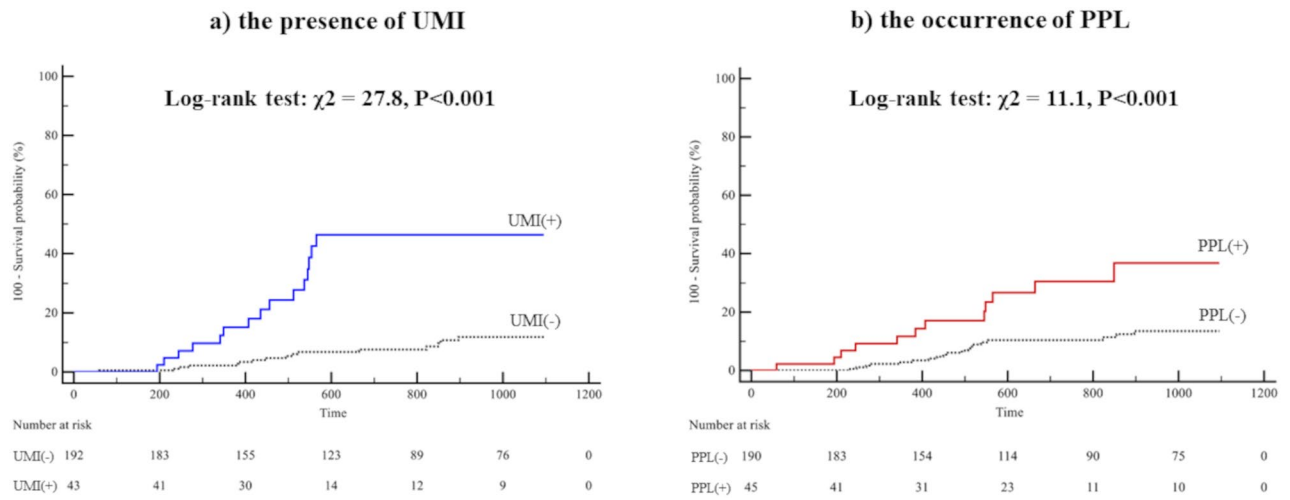 a) the presence of UMI
Log-rank test: χ2 = 27.8, P<0.001
100 - Survival probability (%)
100
80
60
40
20
0
UMI(+)
UMI(-)
0 200 400 600 800 1000 1200
Time
Number at risk
UMI(-) 192 183 155 123 89 76 0
UMI(+) 43 41 30 14 12 9 0
b) the occurrence of PPL
Log-rank test: χ2 = 11.1, P<0.001
100 - Survival probability (%)
100
80
60
40
20
0
PPL(+)
PPL(-)
0 200 400 600 800 1000 1200
Time
Number at risk
PPL(-) 190 183 154 114 90 75 0
PPL(+) 45 41 31 23 11 10 0